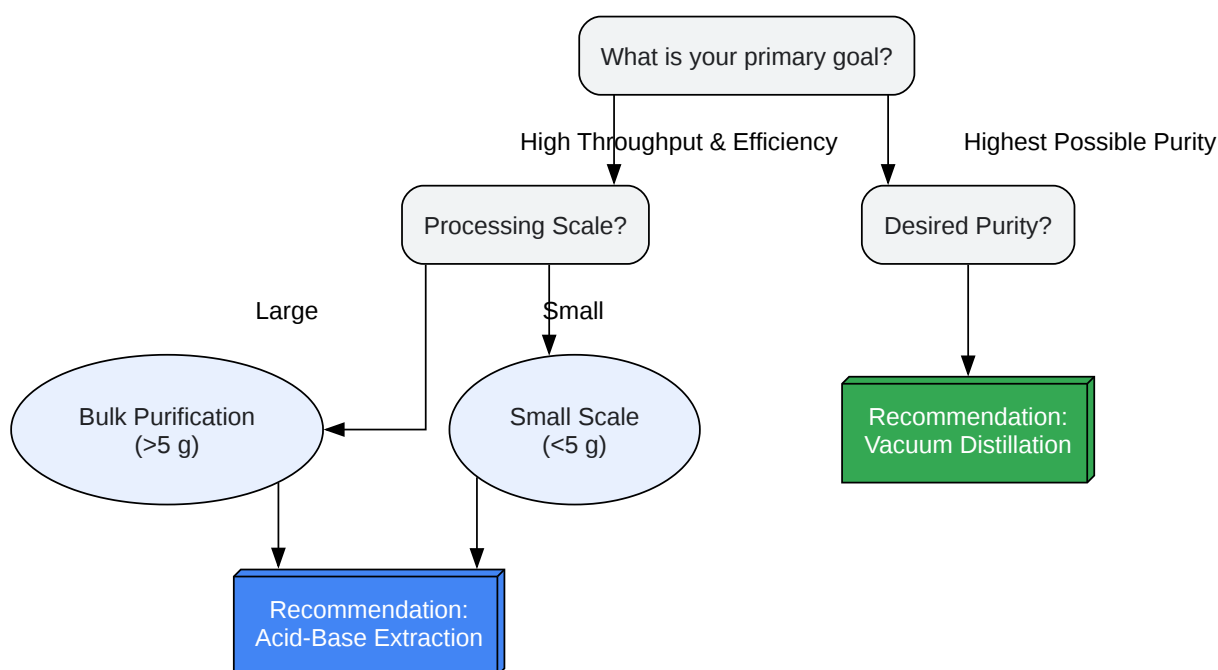 What is your primary goal?
High Throughput & Efficiency
Highest Possible Purity
Processing Scale?
Desired Purity?
Large
Small
Bulk Purification
(>5 g)
Small Scale
(<5 g)
Recommendation:
Vacuum Distillation
Recommendation:
Acid-Base Extraction